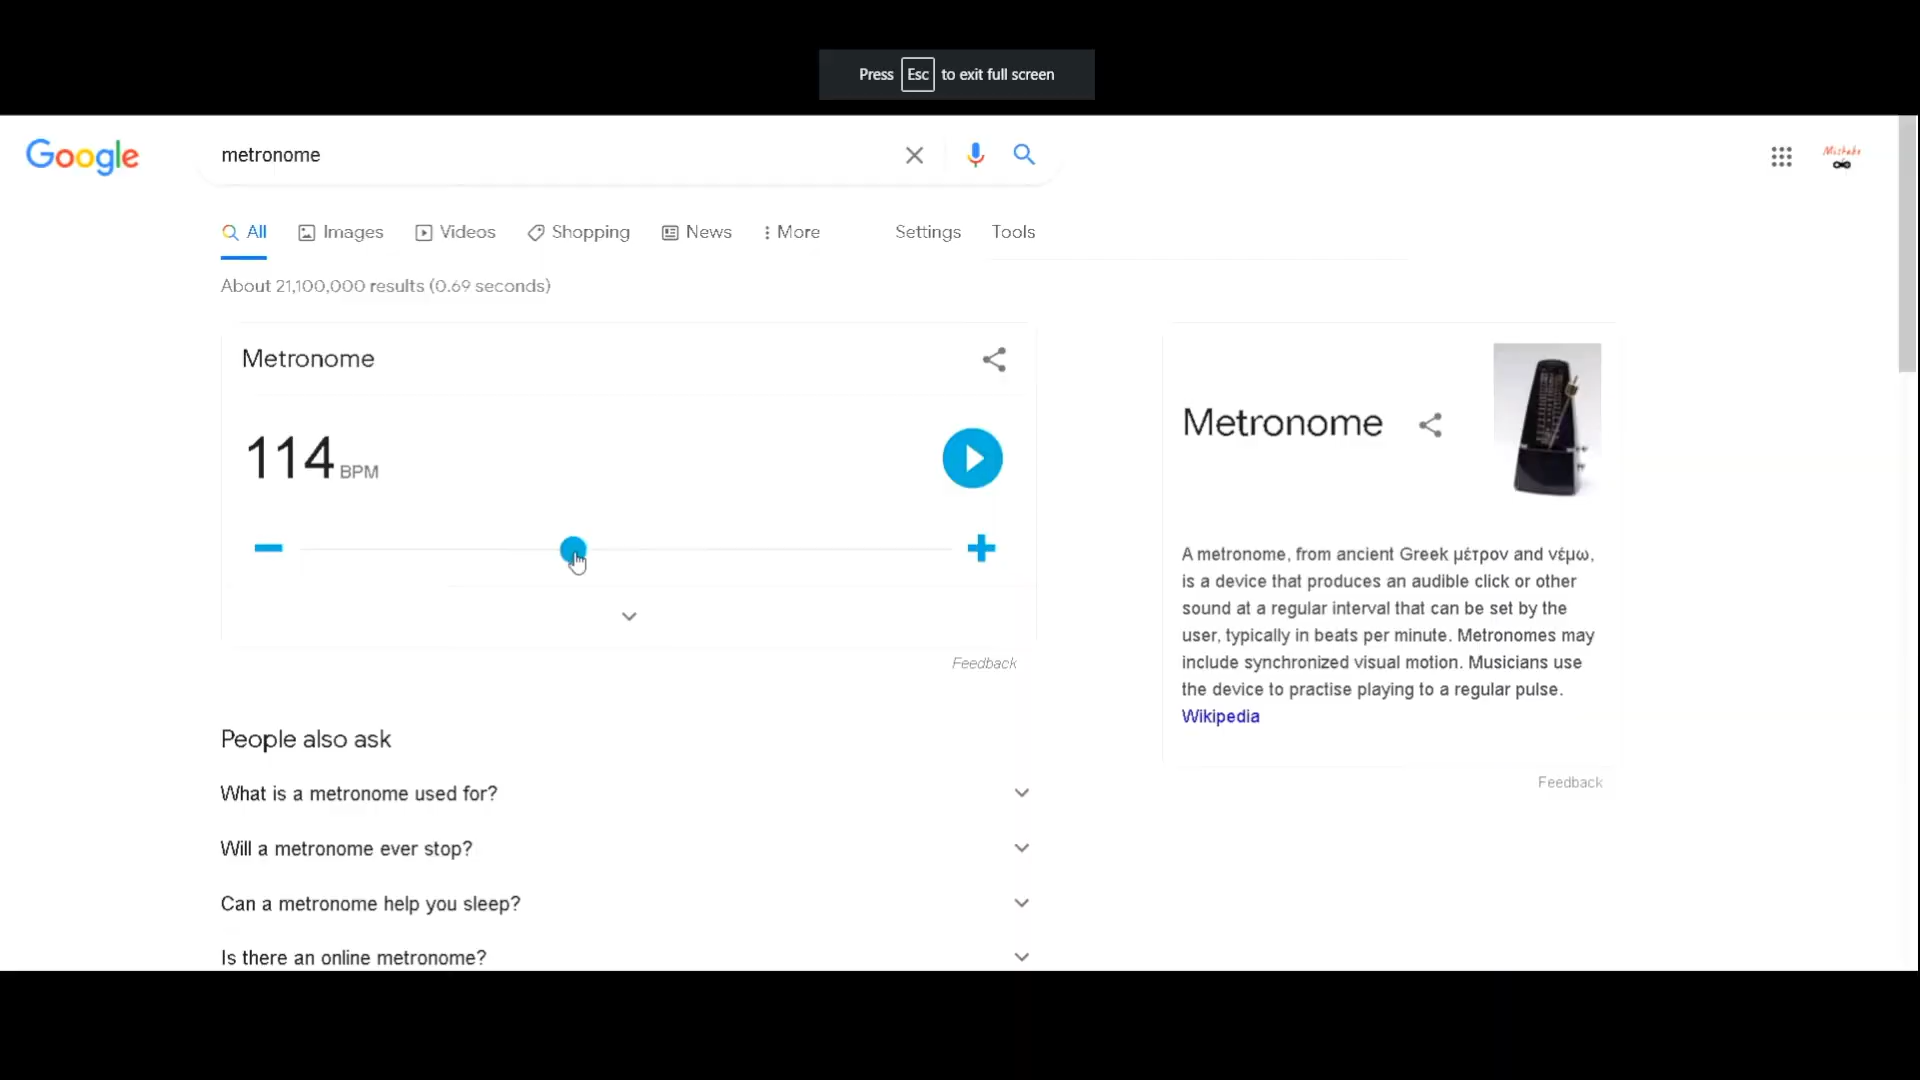 Press Esc to exit full screen
Google
metronome
Mistake
All Images Videos Shopping News More Settings Tools
About 21,100,000 results (0.69 seconds)
Metronome
114 BPM
Feedback
People also ask
What is a metronome used for?
Will a metronome ever stop?
Can a metronome help you sleep?
Is there an online metronome?
Metronome
A metronome, from ancient Greek μέτρον and νέμω,
is a device that produces an audible click or other
sound at a regular interval that can be set by the
user, typically in beats per minute. Metronomes may
include synchronized visual motion. Musicians use
the device to practise playing to a regular pulse.
Wikipedia
Feedback